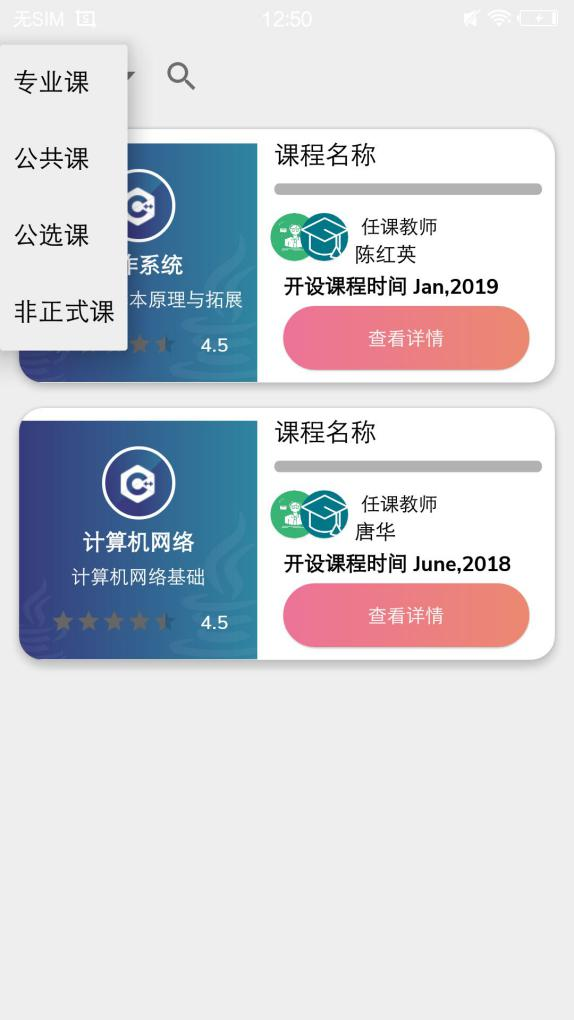 无SIM
12:50
专业课
公共课
公选课
非正式课
课程名称
任课教师
陈红英
作系统
本原理与拓展
开设课程时间 Jan,2019
4.5
查看详情
课程名称
任课教师
唐华
计算机网络
计算机网络基础
开设课程时间 June,2018
4.5
查看详情